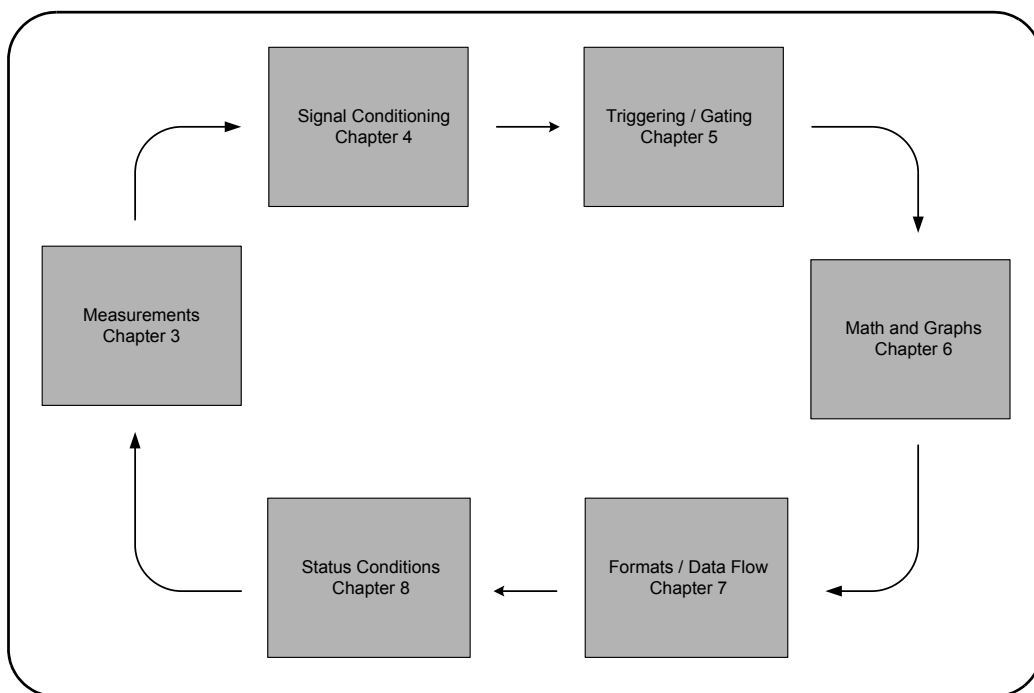 Signal Conditioning
Chapter 4
Triggering / Gating
Chapter 5
Measurements
Chapter 3
Math and Graphs
Chapter 6
Status Conditions
Chapter 8
Formats / Data Flow
Chapter 7